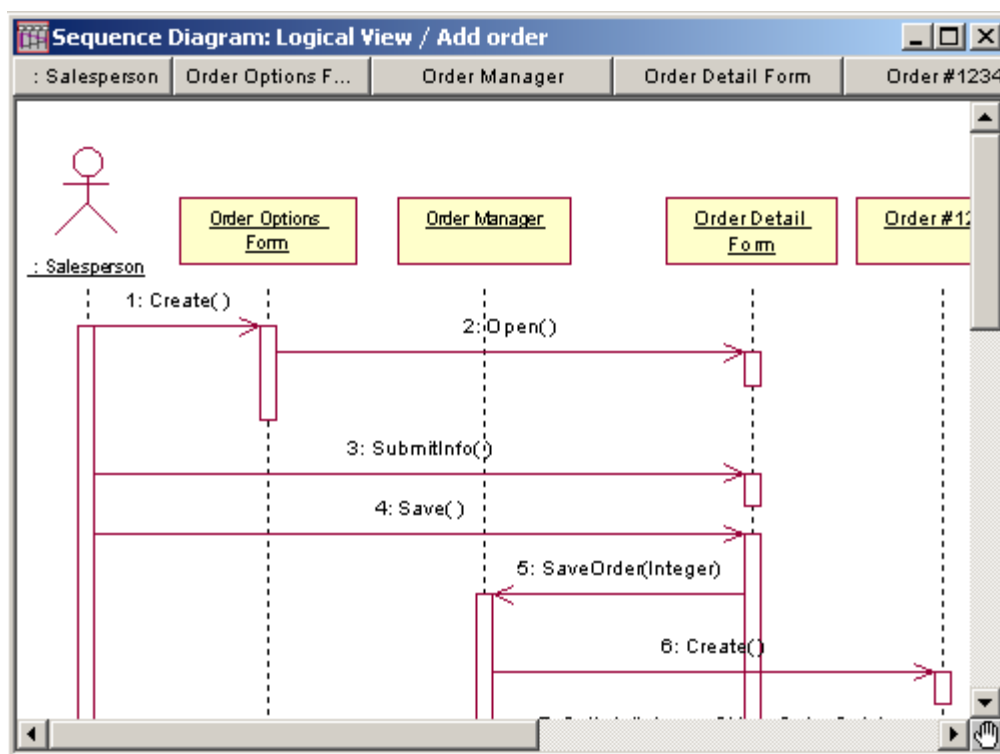 Sequence Diagram: Logical View / Add order
: Salesperson Order Options F... Order Manager Order Detail Form Order #1234
Order Options Order Manager Order Detail Order #12
Form Form
: Salesperson
1: Create( )
2: Open( )
3: SubmitInfo( )
4: Save( )
5: SaveOrder(Integer)
6: Create( )